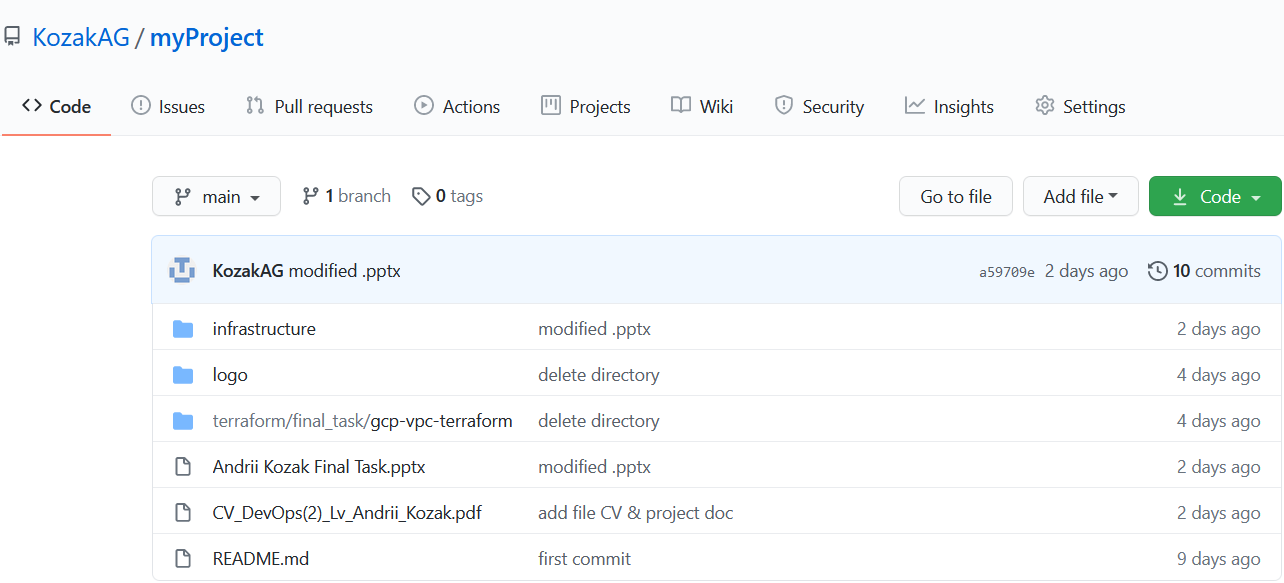 KozakAG / myProject
Code Issues Pull requests Actions Projects Wiki Security Insights Settings
main 1 branch 0 tags Go to file Add file Code
KozakAG modified .pptx a59709e 2 days ago 10 commits
infrastructure modified .pptx 2 days ago
logo delete directory 4 days ago
terraform/final_task/gcp-vpc-terraform delete directory 4 days ago
Andrii Kozak Final Task.pptx modified .pptx 2 days ago
CV_DevOps(2)_Lv_Andrii_Kozak.pdf add file CV & project doc 2 days ago
README.md first commit 9 days ago